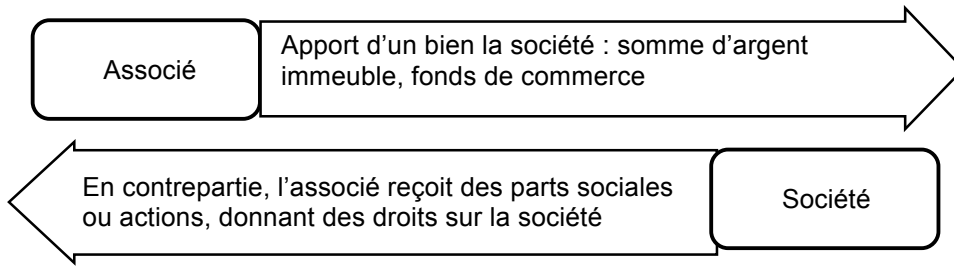 Associé
Apport d’un bien la société : somme d’argent
immeuble, fonds de commerce
En contrepartie, l’associé reçoit des parts sociales
ou actions, donnant des droits sur la société
Société